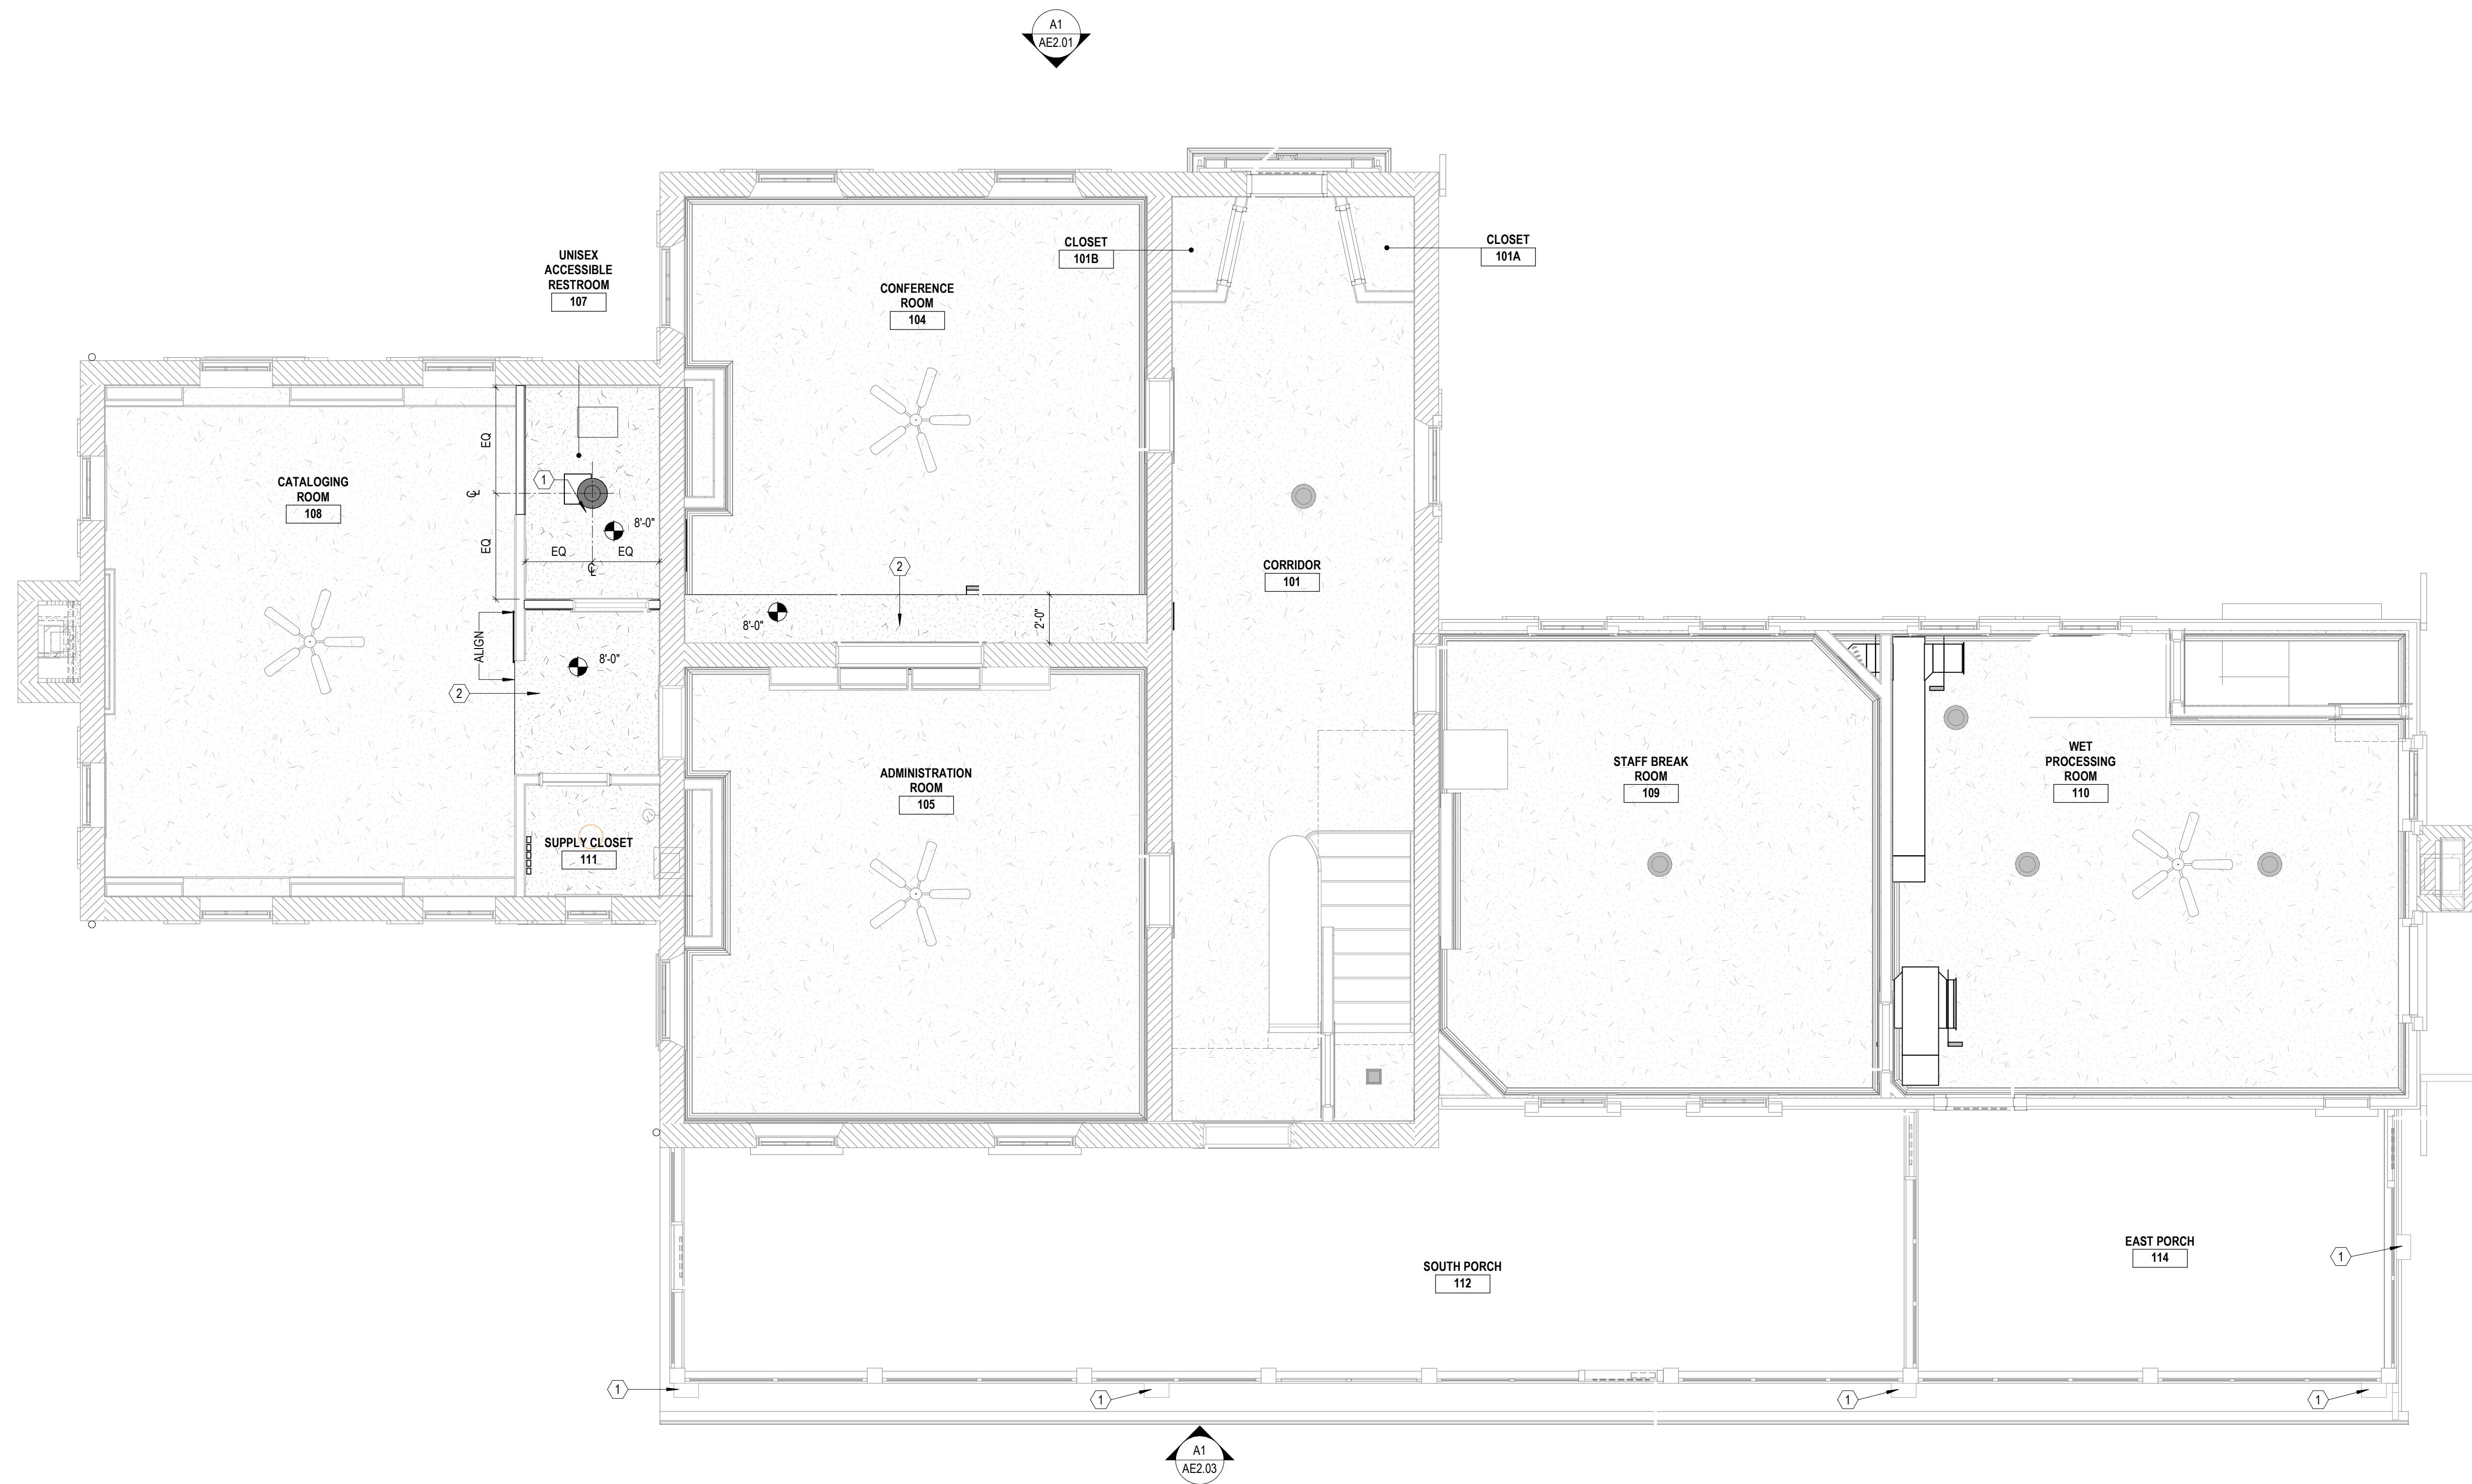 A1
AE2.01
UNISEX
ACCESSIBLE
RESTROOM
107
CONFERENCE
ROOM
104
CLOSET
101B
CLOSET
101A
CATALOGING
ROOM
108
EQ
EQ
CL
1
8'-0"
EQ
EQ
CL
2
8'-0"
2'-0"
CORRIDOR
101
ALIGN
8'-0"
2
ADMINISTRATION
ROOM
105
STAFF BREAK
ROOM
109
WET
PROCESSING
ROOM
110
SUPPLY CLOSET
111
SOUTH PORCH
112
EAST PORCH
114
1
1
1
1
1
A1
AE2.03